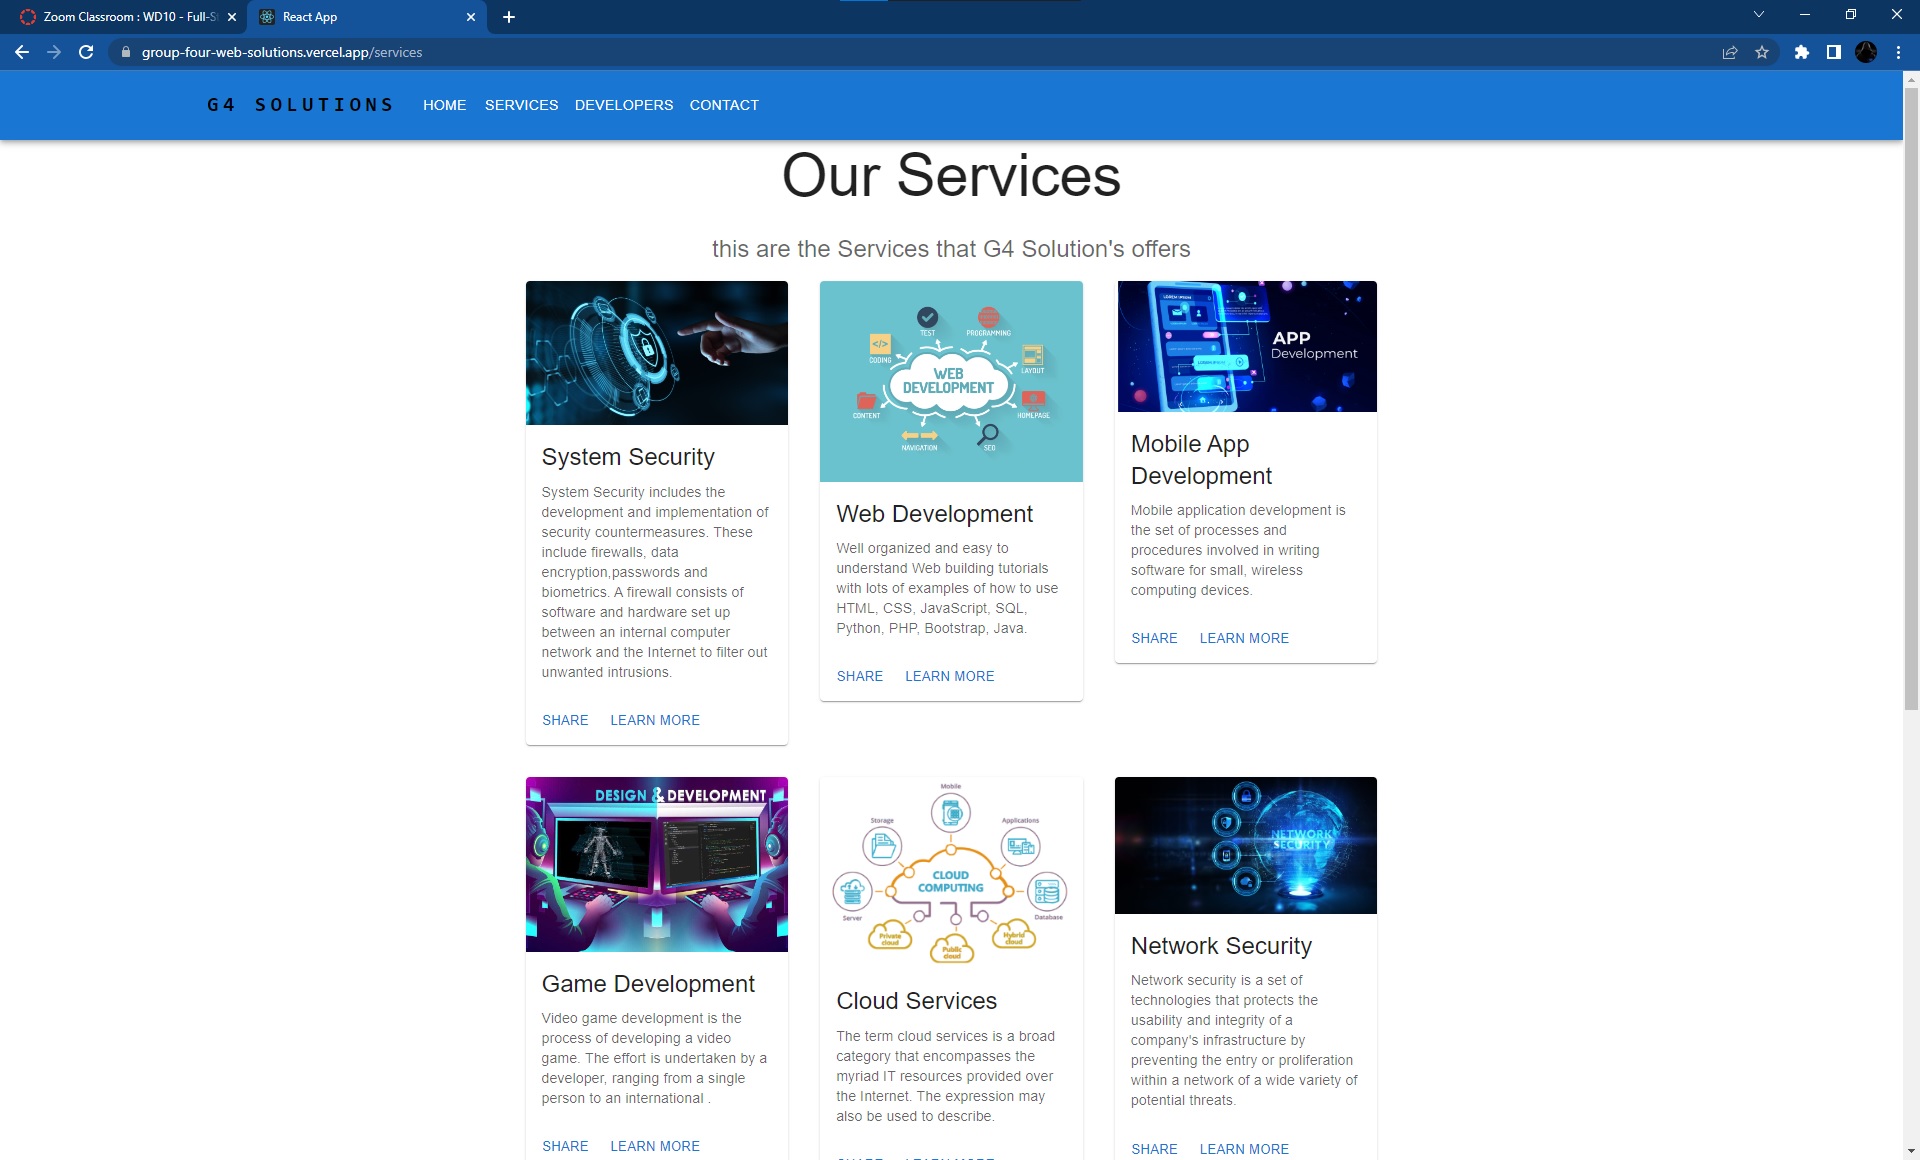 Zoom Classroom : WD10 - Full-St
React App
group-four-web-solutions.vercel.app/services
G4 SOLUTIONS
HOME
SERVICES
DEVELOPERS
CONTACT
Our Services
this are the Services that G4 Solution's offers
System Security
System Security includes the
development and implementation of
security countermeasures. These
include firewalls, data
encryption,passwords and
biometrics. A firewall consists of
software and hardware set up
between an internal computer
network and the Internet to filter out
unwanted intrusions.
SHARE
LEARN MORE
TEST
PROGRAMMING
CODING
LAYOUT
WEB
DEVELOPMENT
CONTENT
HOMEPAGE
NAVIGATION
SEO
Web Development
Well organized and easy to
understand Web building tutorials
with lots of examples of how to use
HTML, CSS, JavaScript, SQL,
Python, PHP, Bootstrap, Java.
SHARE
LEARN MORE
APP
Development
Mobile App
Development
Mobile application development is
the set of processes and
procedures involved in writing
software for small, wireless
computing devices.
SHARE
LEARN MORE
DESIGN & DEVELOPMENT
Game Development
Video game development is the
process of developing a video
game. The effort is undertaken by a
developer, ranging from a single
person to an international .
SHARE
LEARN MORE
Mobile
Storage
Applications
CLOUD
COMPUTING
Server
Database
Private
cloud
Public
cloud
Hybrid
cloud
Cloud Services
The term cloud services is a broad
category that encompasses the
myriad IT resources provided over
the Internet. The expression may
also be used to describe.
NETWORK
SECURITY
Network Security
Network security is a set of
technologies that protects the
usability and integrity of a
company's infrastructure by
preventing the entry or proliferation
within a network of a wide variety of
potential threats.
SHARE
LEARN MORE